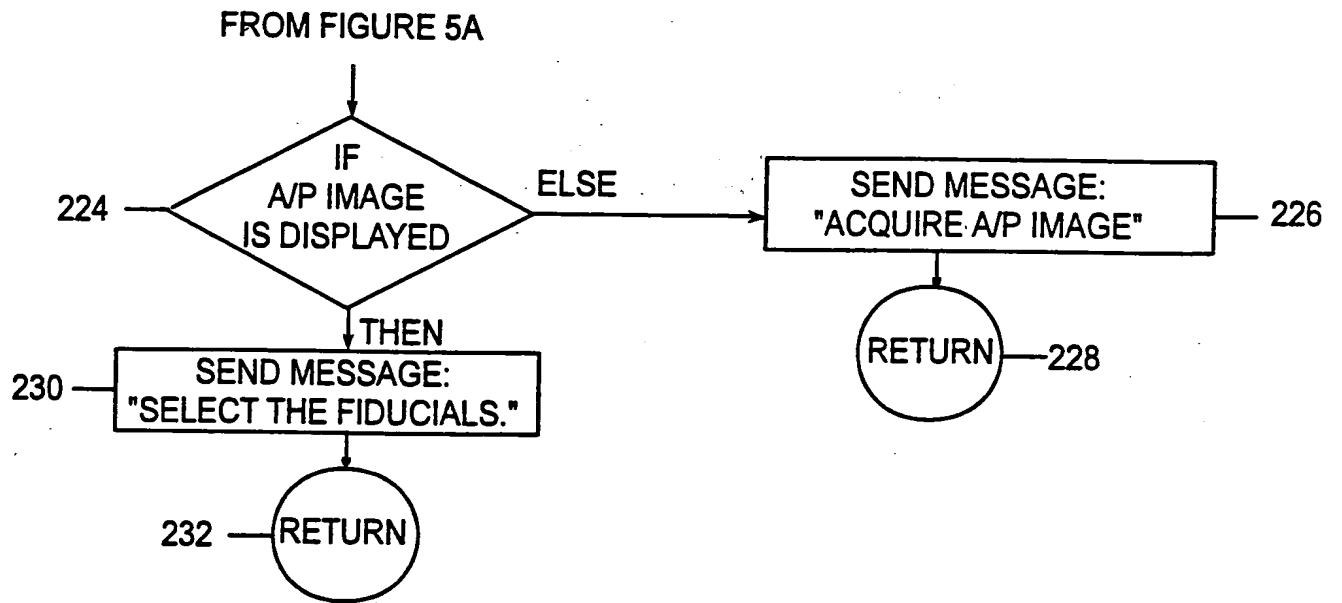 FROM FIGURE 5A
IF
A/P IMAGE
IS DISPLAYED
224
ELSE
SEND MESSAGE:
"ACQUIRE A/P IMAGE"
226
THEN
RETURN
228
SEND MESSAGE:
"SELECT THE FIDUCIALS."
230
RETURN
232